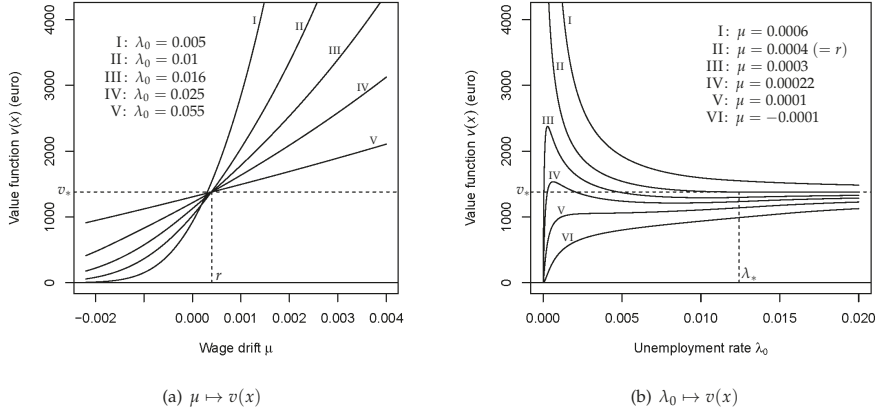 Value function v(x) (euro)
4000
3000
2000
1000
0
v*
I: λ0 = 0.005
II: λ0 = 0.01
III: λ0 = 0.016
IV: λ0 = 0.025
V: λ0 = 0.055
I
II
III
IV
V
r
−0.002
0.000
0.001
0.002
0.003
0.004
Wage drift μ
(a) μ ↦ v(x)
Value function v(x) (euro)
4000
3000
2000
1000
0
v*
I: μ = 0.0006
II: μ = 0.0004 (= r)
III: μ = 0.0003
IV: μ = 0.00022
V: μ = 0.0001
VI: μ = −0.0001
I
II
III
IV
V
VI
λ*
0.000
0.005
0.010
0.015
0.020
Unemployment rate λ0
(b) λ0 ↦ v(x)